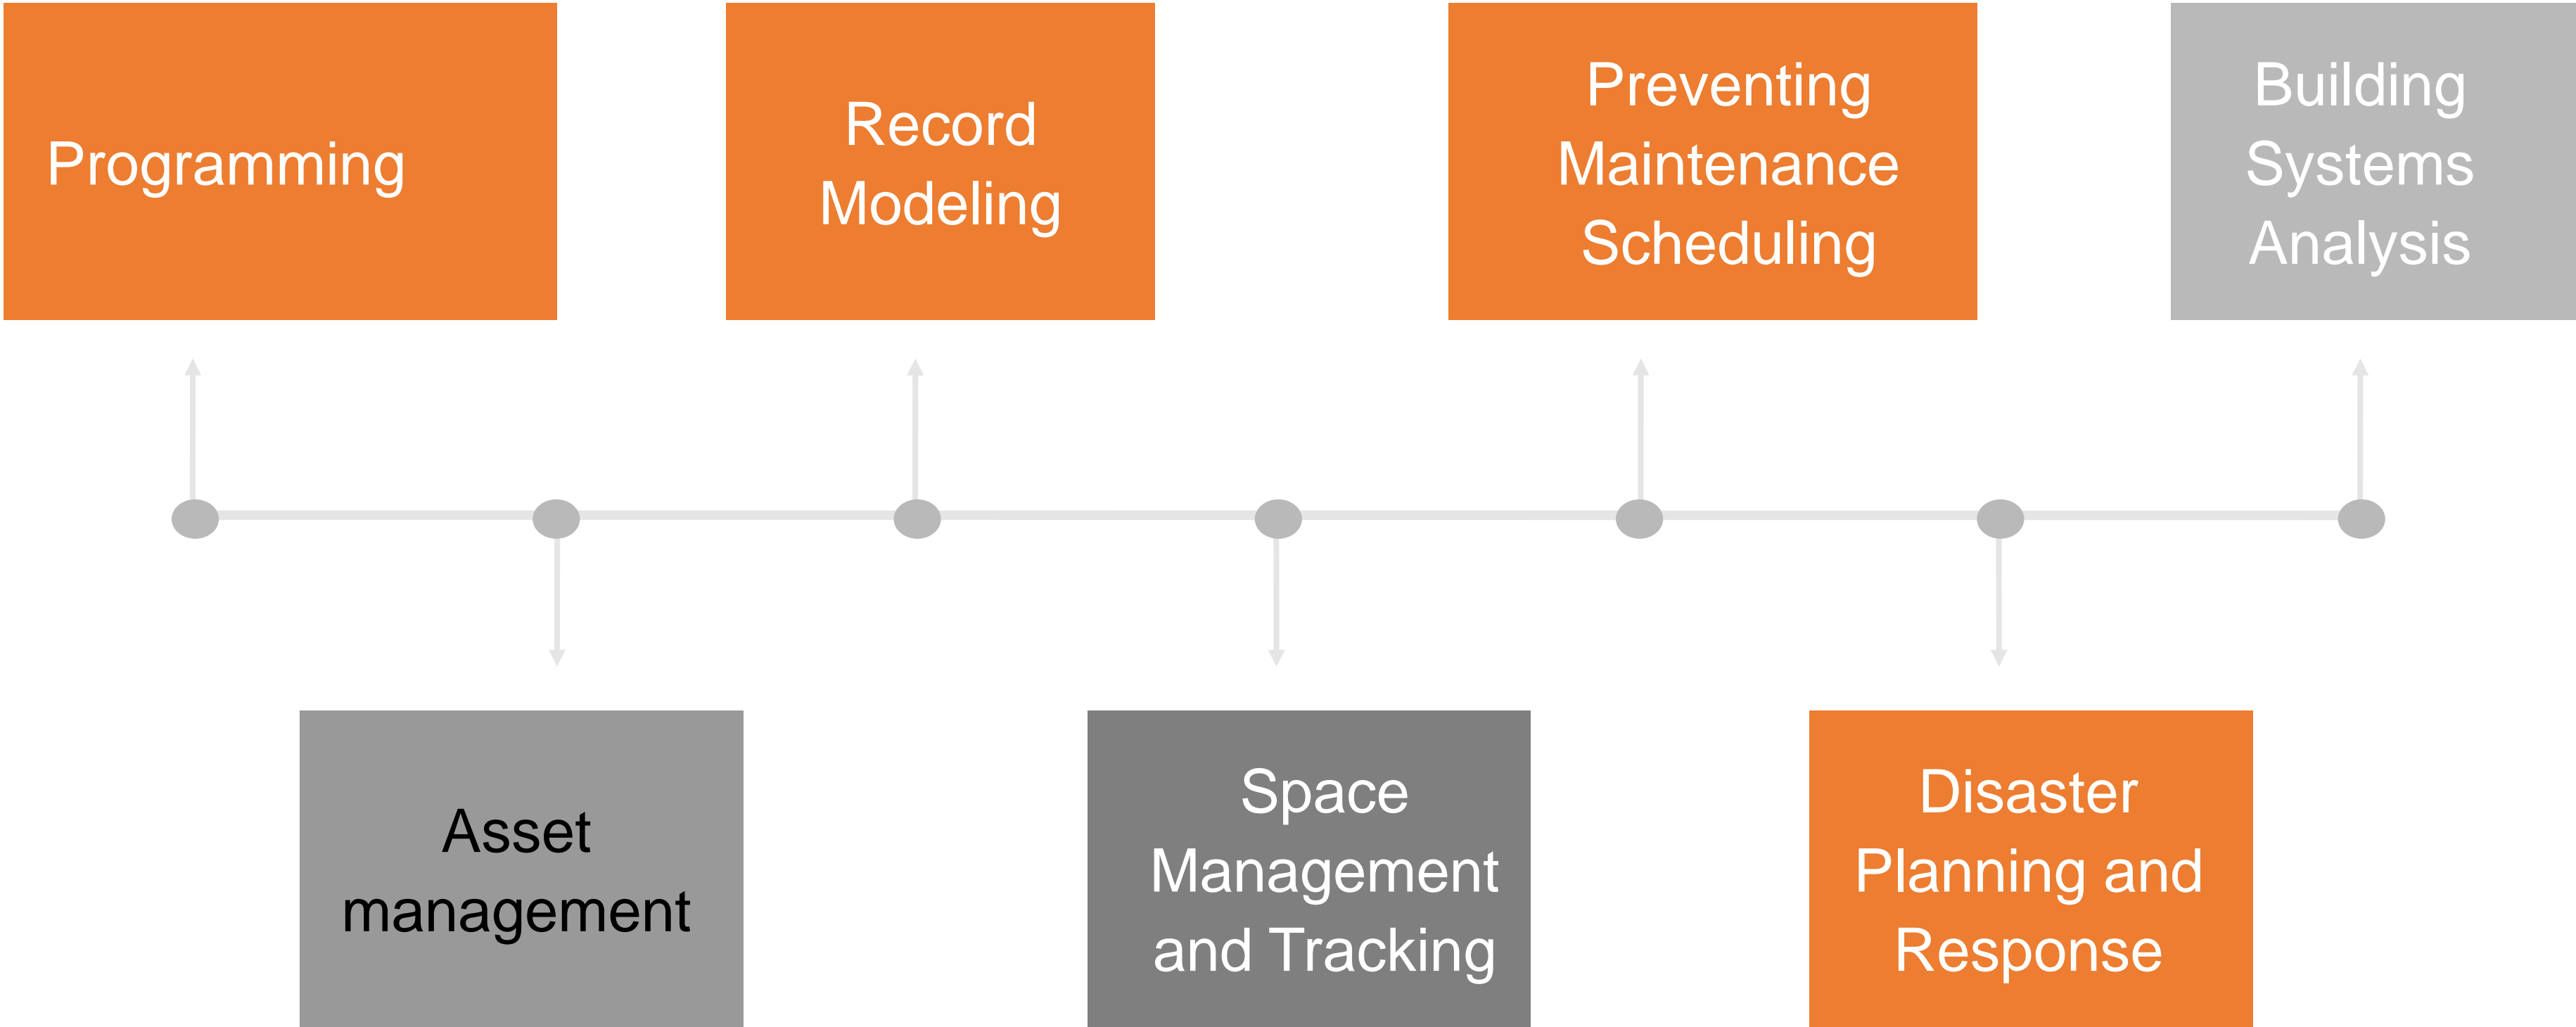 Programming
Record
Modeling
Preventing
Maintenance
Scheduling
Building
Systems
Analysis
Asset
management
Space
Management
and Tracking
Disaster
Planning and
Response